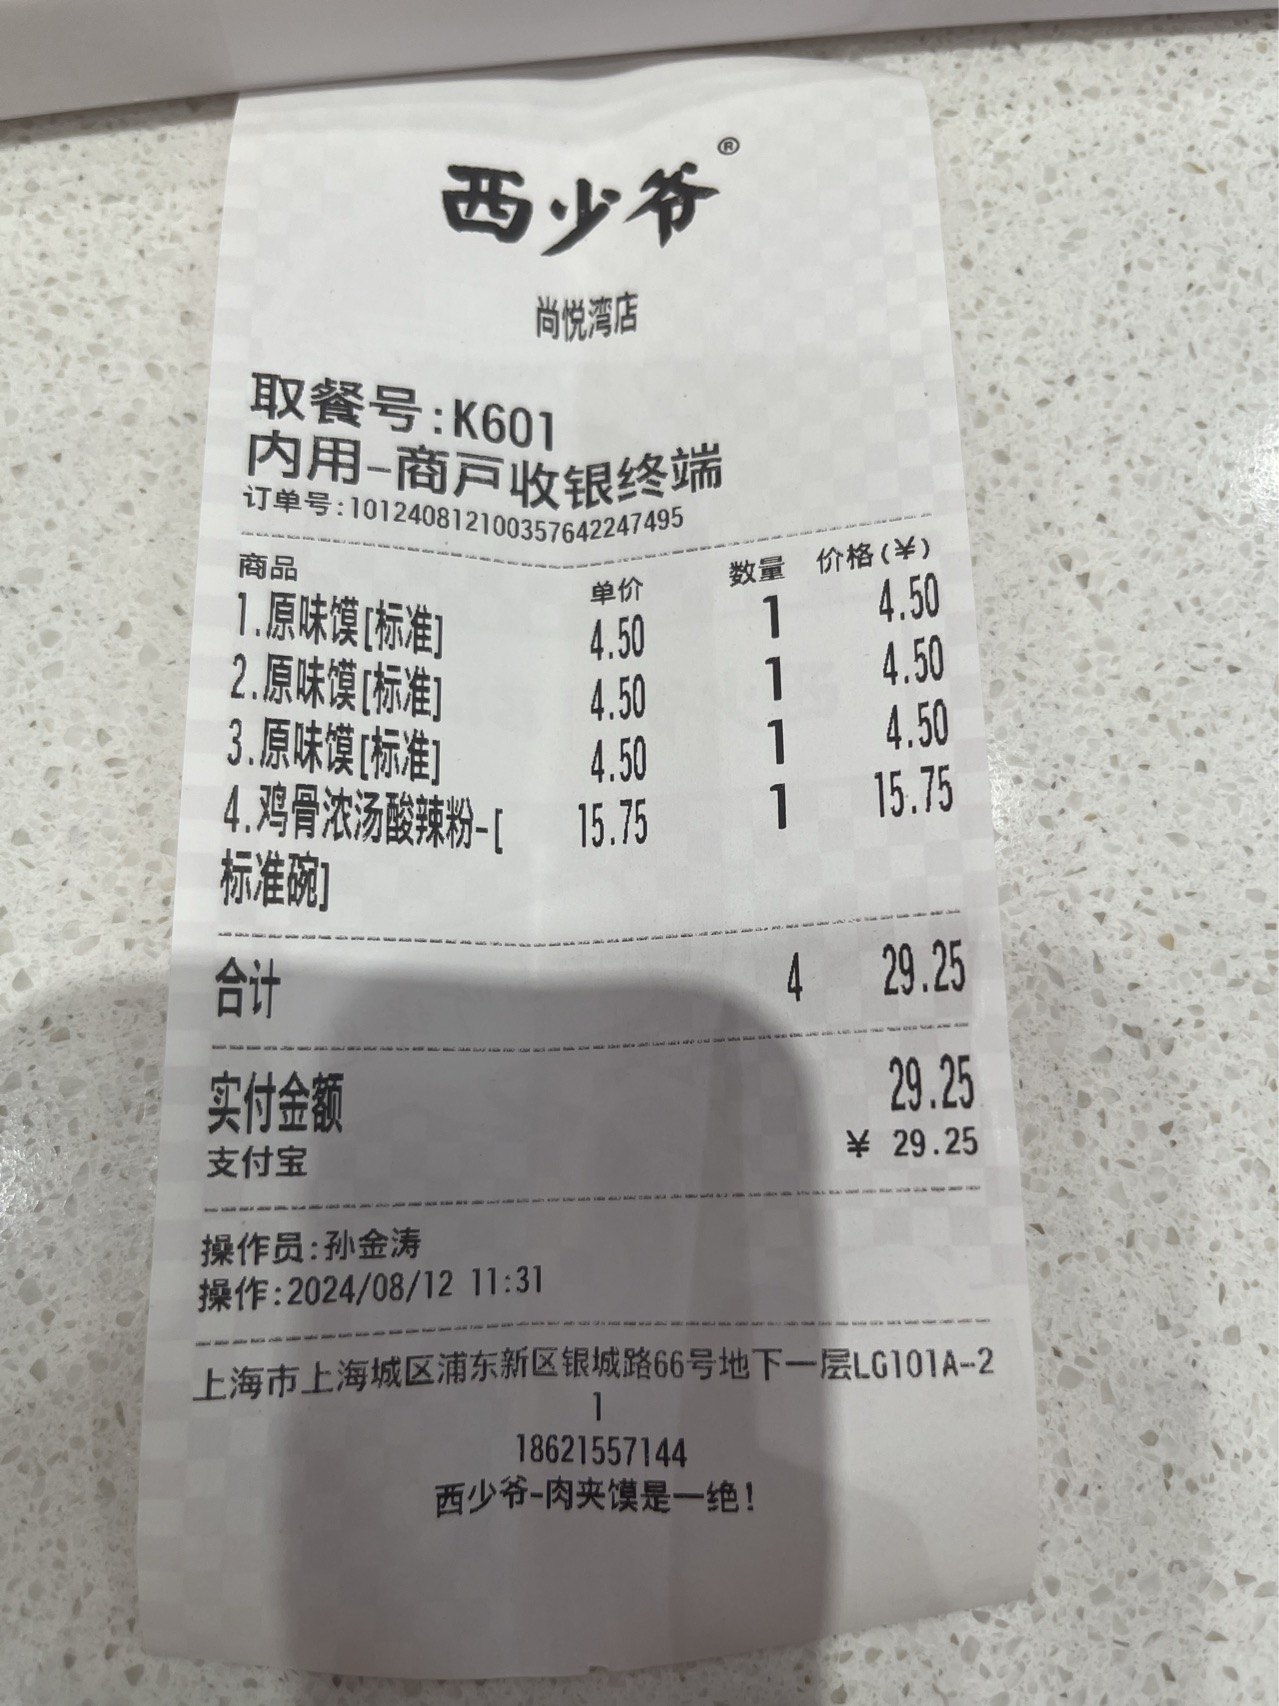 西少爷®
尚悦湾店
取餐号:K601
内用-商户收银终端
订单号:101240812100357642247495
商品 单价 数量 价格(¥)
1.原味馍[标准] 4.50 1 4.50
2.原味馍[标准] 4.50 1 4.50
3.原味馍[标准] 4.50 1 4.50
4.鸡骨浓汤酸辣粉-[ 15.75 1 15.75
标准碗]
合计 4 29.25
实付金额 29.25
支付宝 ¥ 29.25
操作员:孙金涛
操作:2024/08/12 11:31
上海市上海城区浦东新区银城路66号地下一层LG101A-2
1
18621557144
西少爷-肉夹馍是一绝!